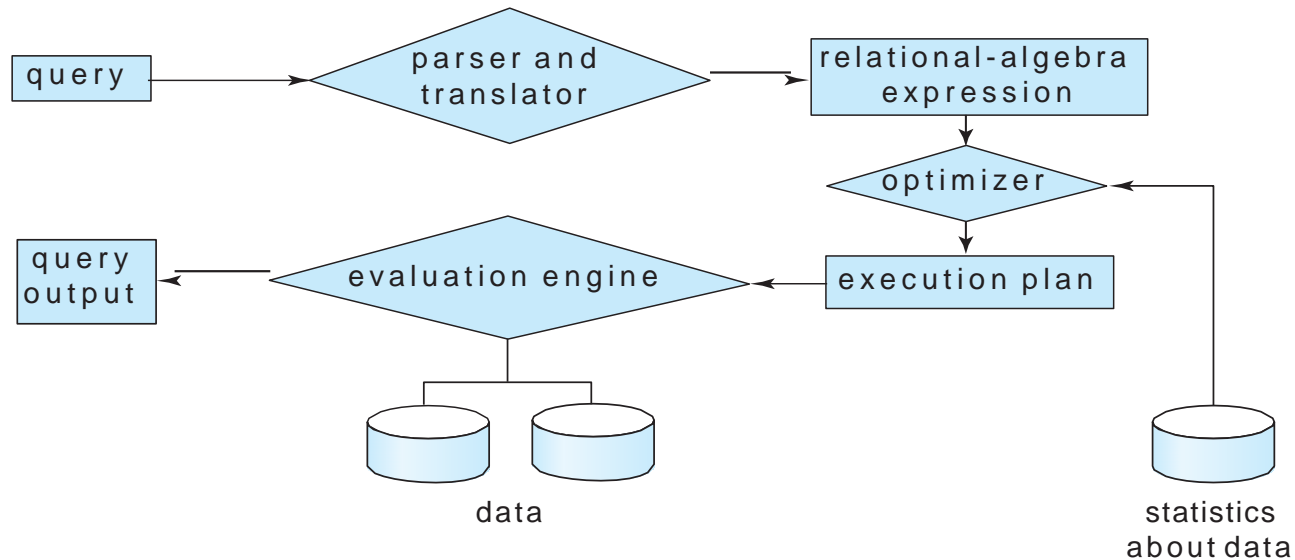 query
parser and
translator
relational-algebra
expression
optimizer
query
output
evaluation engine
execution plan
data
statistics
about data